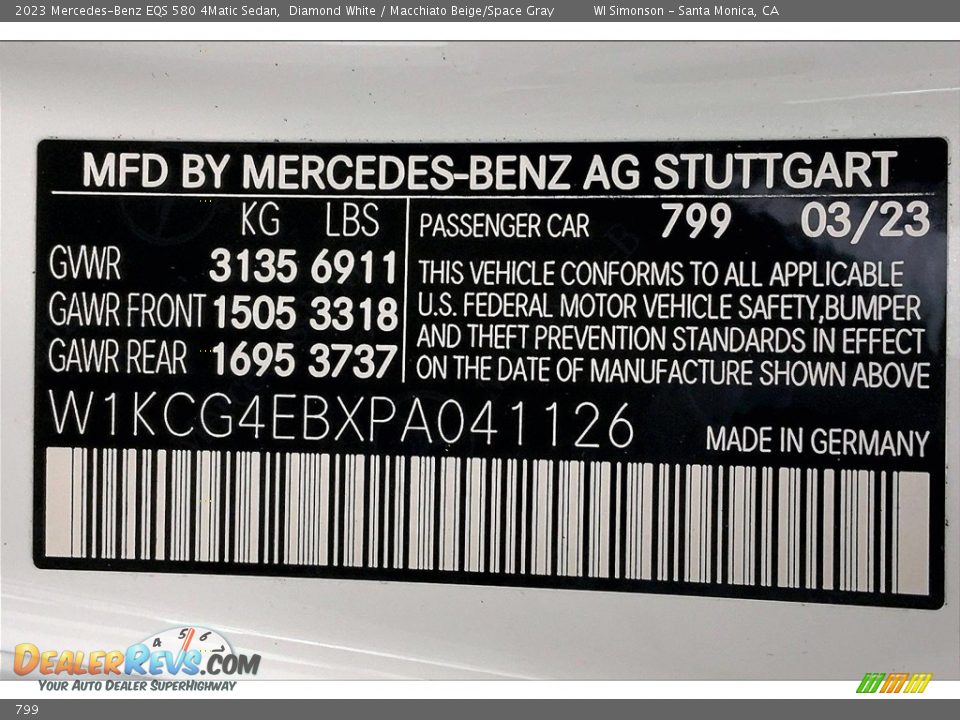 2023 Mercedes-Benz EQS 580 4Matic Sedan, Diamond White / Macchiato Beige/Space Gray WI Simonson - Santa Monica, CA
MFD BY MERCEDES-BENZ AG STUTTGART
KG LBS
GVWR 3135 6911
GAWR FRONT 1505 3318
GAWR REAR 1695 3737
PASSENGER CAR 799 03/23
THIS VEHICLE CONFORMS TO ALL APPLICABLE
U.S. FEDERAL MOTOR VEHICLE SAFETY,BUMPER
AND THEFT PREVENTION STANDARDS IN EFFECT
ON THE DATE OF MANUFACTURE SHOWN ABOVE
W1KCG4EBXPA041126
MADE IN GERMANY
4 5 6 7
DEALERREVS.COM
YOUR AUTO DEALER SUPERHIGHWAY
799